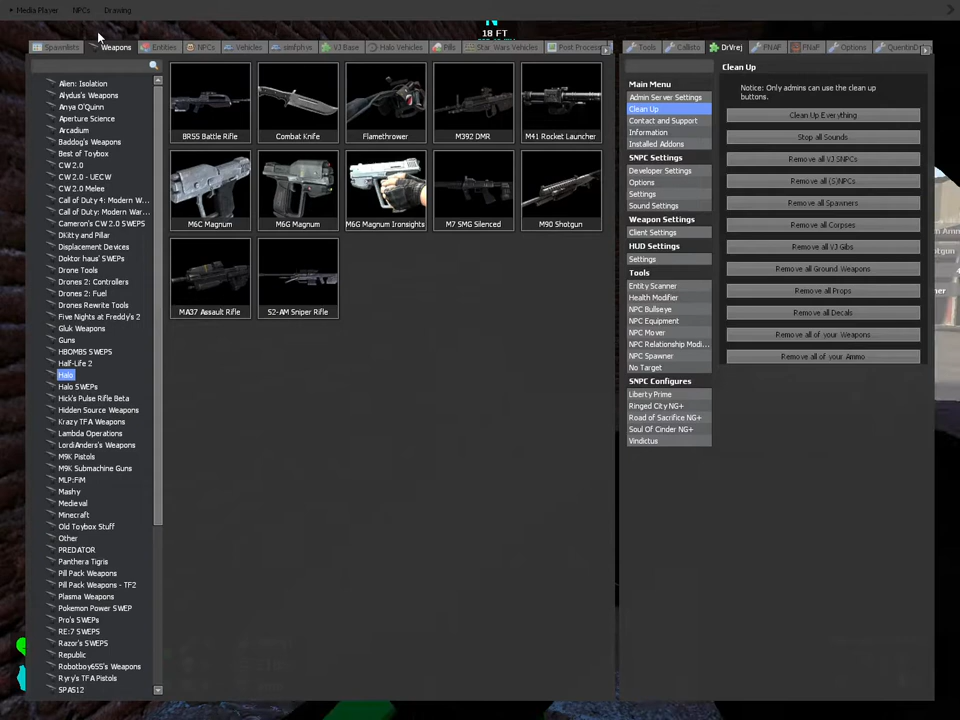 Media Player NPCs Drawing
N
18 FT
Spawnlists Weapons Entities NPCs Vehicles simfphys VJ Base Halo Vehicles Pills Star Wars Vehicles Post Process
Tools Callisto DrVrej PNAF FNaF Options QuentinD
Alien: Isolation
Alydus's Weapons
Anya O'Quinn
Aperture Science
Arcadium
Baddog's Weapons
Best of Toybox
CW 2.0
CW 2.0 - UECW
CW 2.0 Melee
Call of Duty 4: Modern W...
Call of Duty: Modern War...
Cameron's CW 2.0 SWEPS
DKitty and Pillar
Displacement Devices
Doktor haus' SWEPs
Drone Tools
Drones 2: Controllers
Drones 2: Fuel
Drones Rewrite Tools
Five Nights at Freddy's 2
Gluk Weapons
Guns
HBOMBS SWEPS
Half-Life 2
Halo
Halo SWEPs
Hick's Pulse Rifle Beta
Hidden Source Weapons
Krazy TFA Weapons
Lambda Operations
LordiAnders's Weapons
M9K Pistols
M9K Submachine Guns
MLP:FiM
Mashy
Medieval
Minecraft
Old Toybox Stuff
Other
PREDATOR
Panthera Tigris
Pill Pack Weapons
Pill Pack Weapons - TF2
Plasma Weapons
Pokemon Power SWEP
Pro's SWEPs
RE:7 SWEPS
Razor's SWEPS
Republic
Robotboy655's Weapons
Ryry's TFA Pistols
SPAS12
BR55 Battle Rifle Combat Knife Flamethrower M392 DMR M41 Rocket Launcher
M6C Magnum M6G Magnum M6G Magnum Ironsights M7 SMG Silenced M90 Shotgun
MA37 Assault Rifle S2-AM Sniper Rifle
Main Menu
Admin Server Settings
Clean Up
Contact and Support
Information
Installed Addons
SNPC Settings
Developer Settings
Options
Settings
Sound Settings
Weapon Settings
Client Settings
HUD Settings
Settings
Tools
Entity Scanner
Health Modifier
NPC Bullseye
NPC Equipment
NPC Mover
NPC Relationship Modi...
NPC Spawner
No Target
SNPC Configures
Liberty Prime
Ringed City NG+
Road of Sacrifice NG+
Soul Of Cinder NG+
Vindictus
Clean Up
Notice: Only admins can use the clean up
buttons.
Clean Up Everything
Stop all Sounds
Remove all VJ SNPCs
Remove all (S)NPCs
Remove all Spawners
Remove all Corpses
Remove all VJ Gibs
Remove all Ground Weapons
Remove all Props
Remove all Decals
Remove all of your Weapons
Remove all of your Ammo